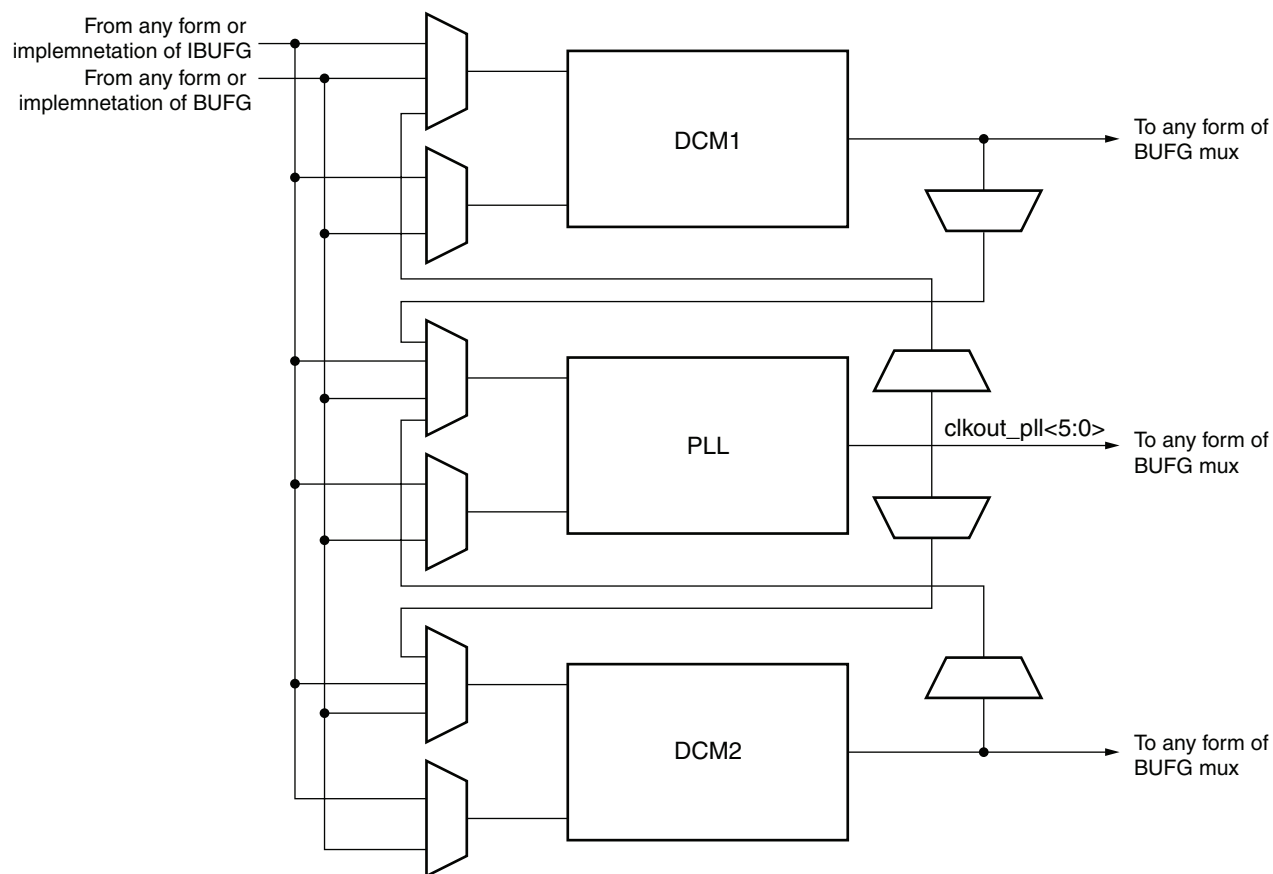 From any form or
implemnetation of IBUFG
From any form or
implemnetation of BUFG
DCM1
To any form of
BUFG mux
PLL
clkout_pll<5:0>
To any form of
BUFG mux
DCM2
To any form of
BUFG mux